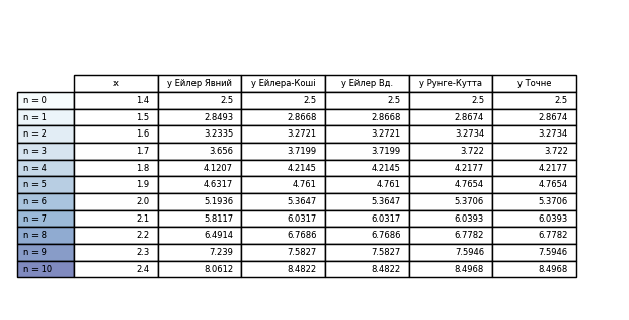 x y Ейлер Явний y Ейлера-Коші y Ейлер Вд. y Рунге-Кутта y Точне
n = 0 1.4 2.5 2.5 2.5 2.5 2.5
n = 1 1.5 2.8493 2.8668 2.8668 2.8674 2.8674
n = 2 1.6 3.2335 3.2721 3.2721 3.2734 3.2734
n = 3 1.7 3.656 3.7199 3.7199 3.722 3.722
n = 4 1.8 4.1207 4.2145 4.2145 4.2177 4.2177
n = 5 1.9 4.6317 4.761 4.761 4.7654 4.7654
n = 6 2.0 5.1936 5.3647 5.3647 5.3706 5.3706
n = 7 2.1 5.8117 6.0317 6.0317 6.0393 6.0393
n = 8 2.2 6.4914 6.7686 6.7686 6.7782 6.7782
n = 9 2.3 7.239 7.5827 7.5827 7.5946 7.5946
n = 10 2.4 8.0612 8.4822 8.4822 8.4968 8.4968